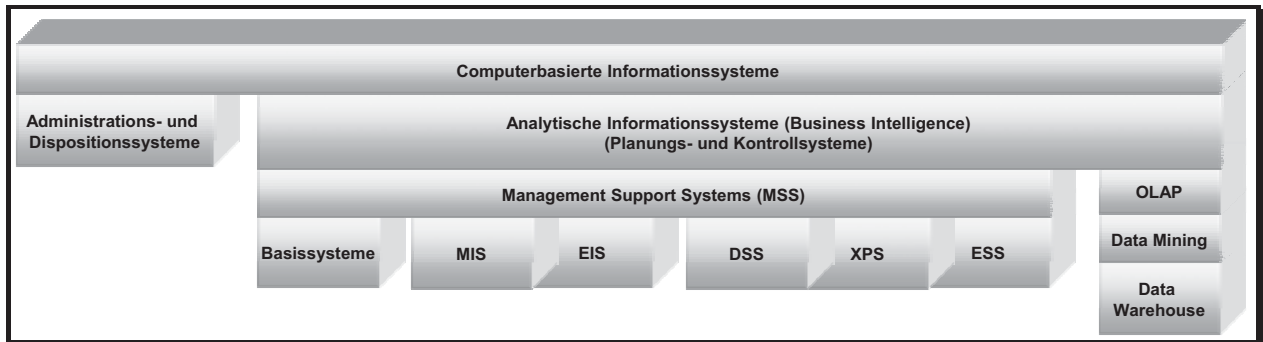 Computerbasierte Informationssysteme
Administrations- und
Dispositionssysteme
Analytische Informationssysteme (Business Intelligence)
(Planungs- und Kontrollsysteme)
Management Support Systems (MSS)
Basissysteme
MIS
EIS
DSS
XPS
ESS
OLAP
Data Mining
Data
Warehouse